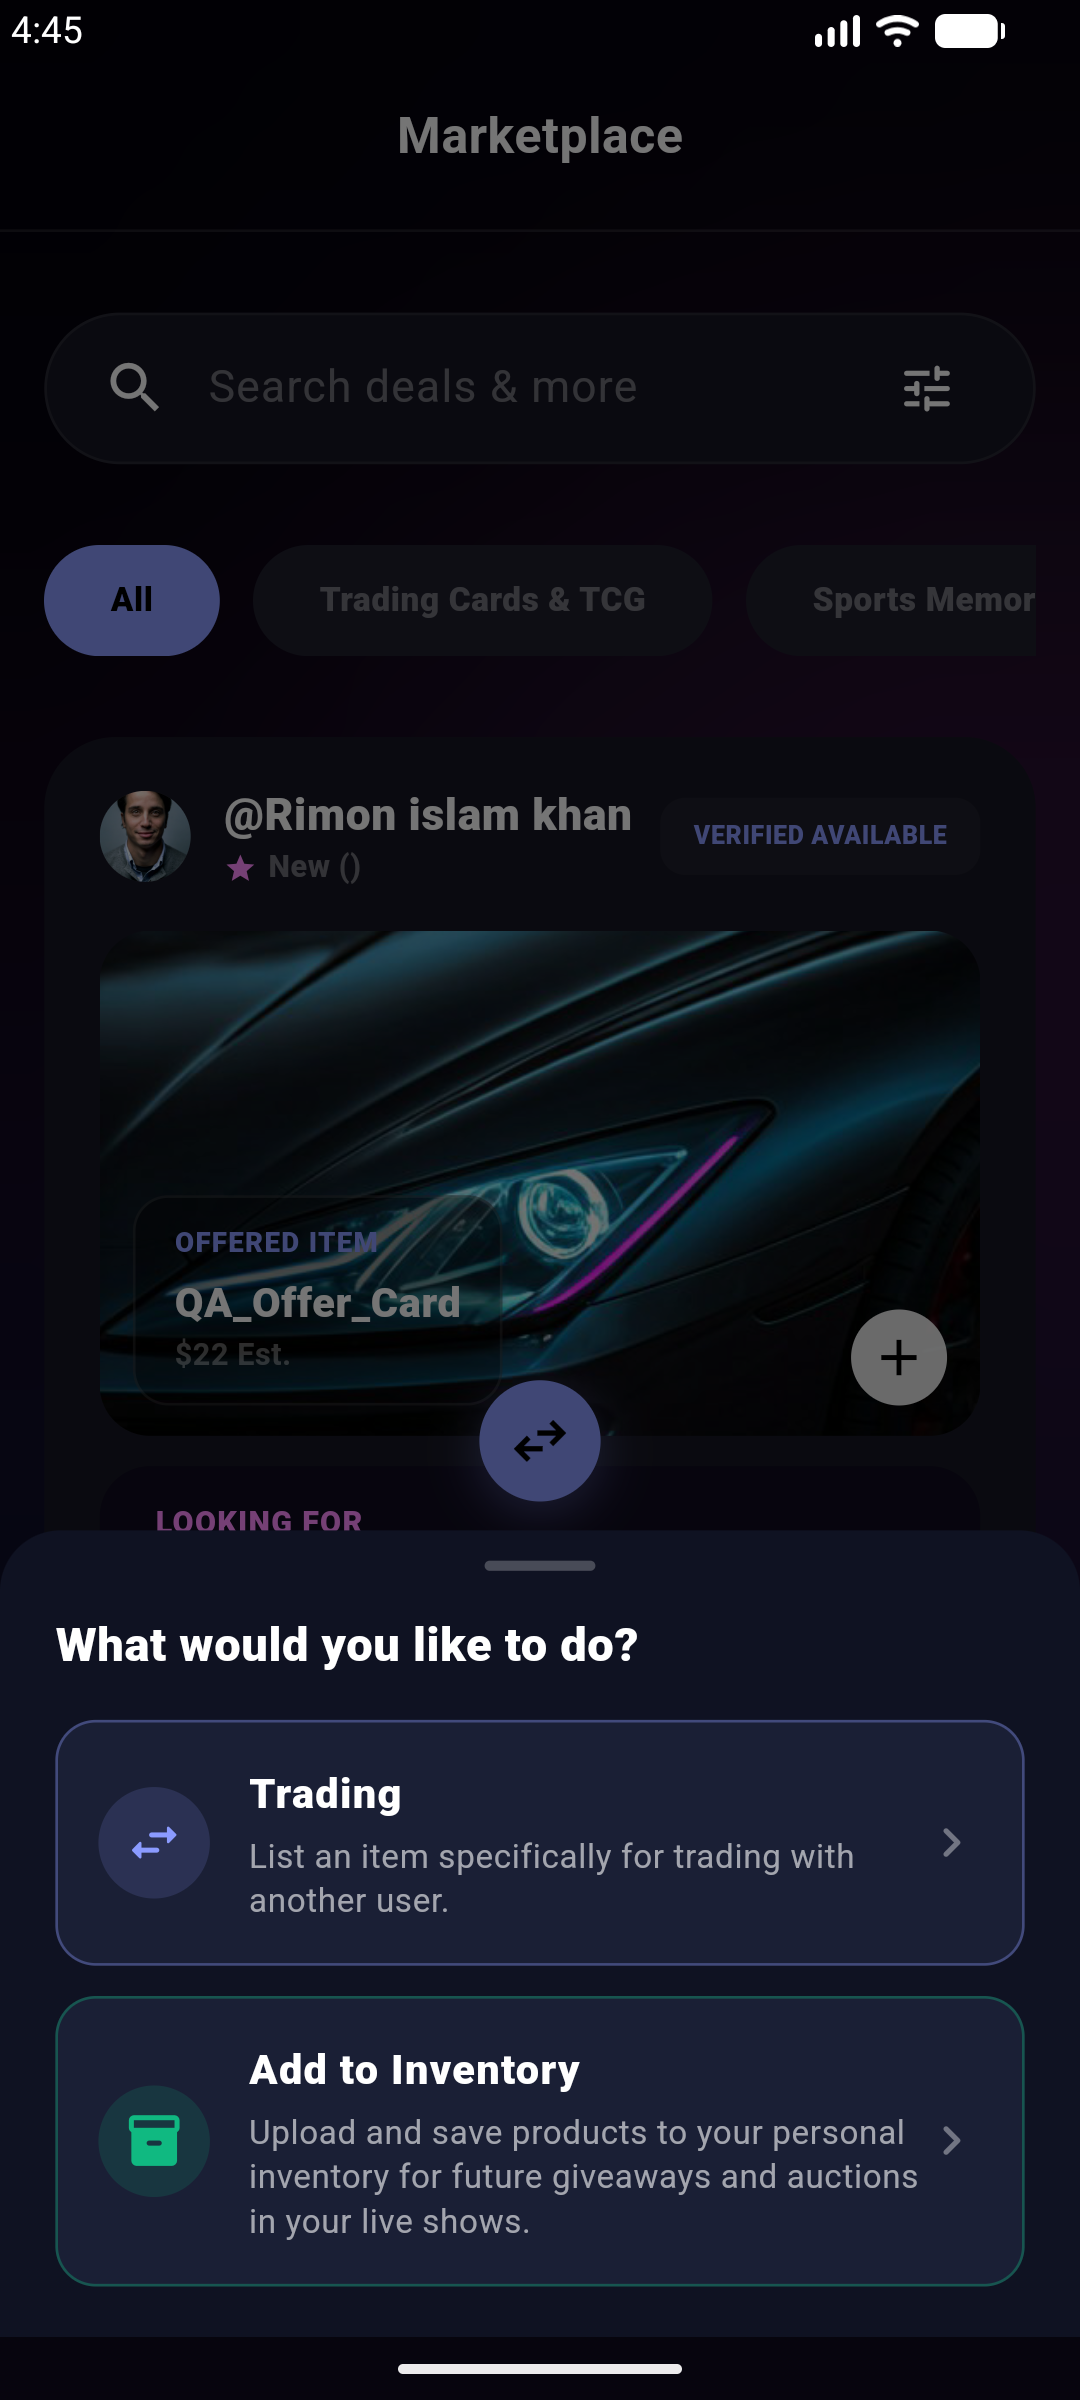 4:45
Marketplace
Search deals & more
All
Trading Cards & TCG
Sports Memor
@Rimon islam khan
New ()
VERIFIED AVAILABLE
OFFERED ITEM
QA_Offer_Card
$22 Est.
LOOKING FOR
What would you like to do?
Trading
List an item specifically for trading with
another user.
Add to Inventory
Upload and save products to your personal
inventory for future giveaways and auctions
in your live shows.